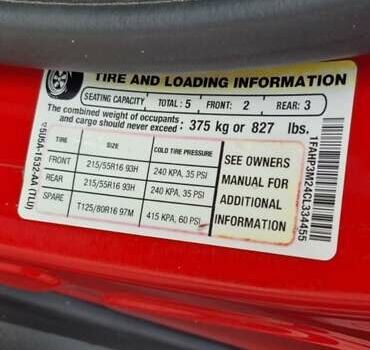 TIRE AND LOADING INFORMATION
SEATING CAPACITY TOTAL: 5 FRONT: 2 REAR: 3
The combined weight of occupants
and cargo should never exceed: 375 kg or 827 lbs.
TIRE SIZE COLD TIRE PRESSURE
FRONT 215/55R16 93H 240 KPA, 35 PSI
REAR 215/55R16 93H 240 KPA, 35 PSI
SPARE T125/80R16 97M 415 KPA, 60 PSI
SEE OWNERS
MANUAL FOR
ADDITIONAL
INFORMATION
1FAHP3M24CL334455